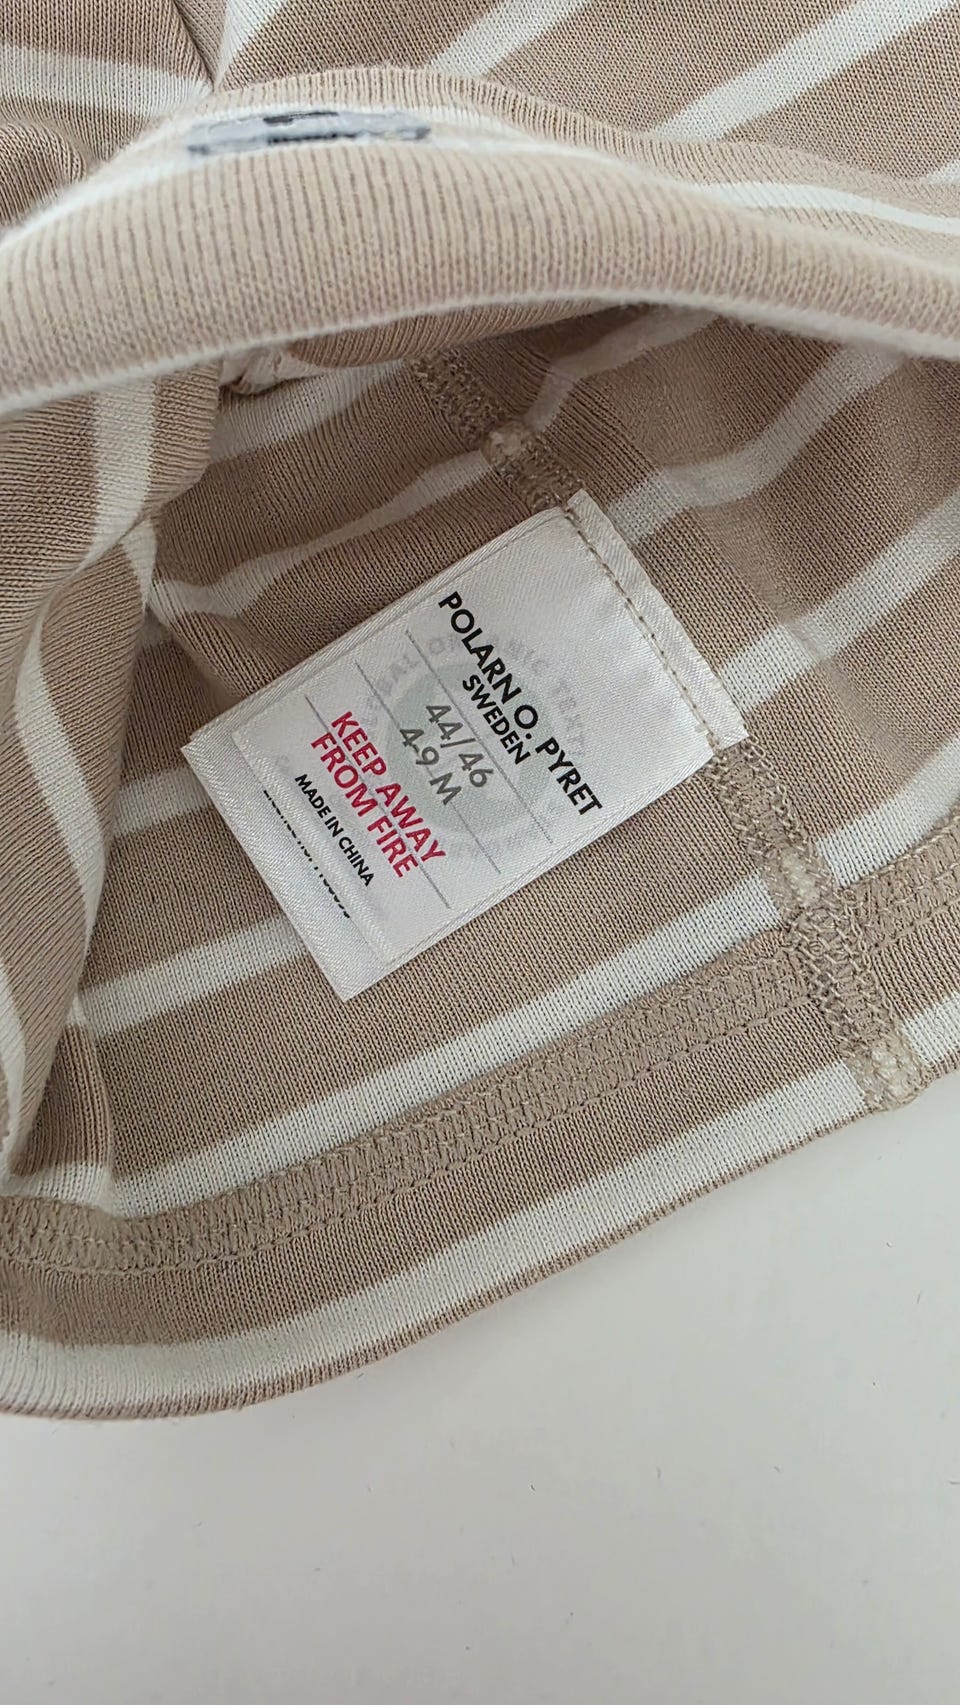 POLARN O. PYRET
SWEDEN
44/46
4-9 M
KEEP AWAY
FROM FIRE
MADE IN CHINA